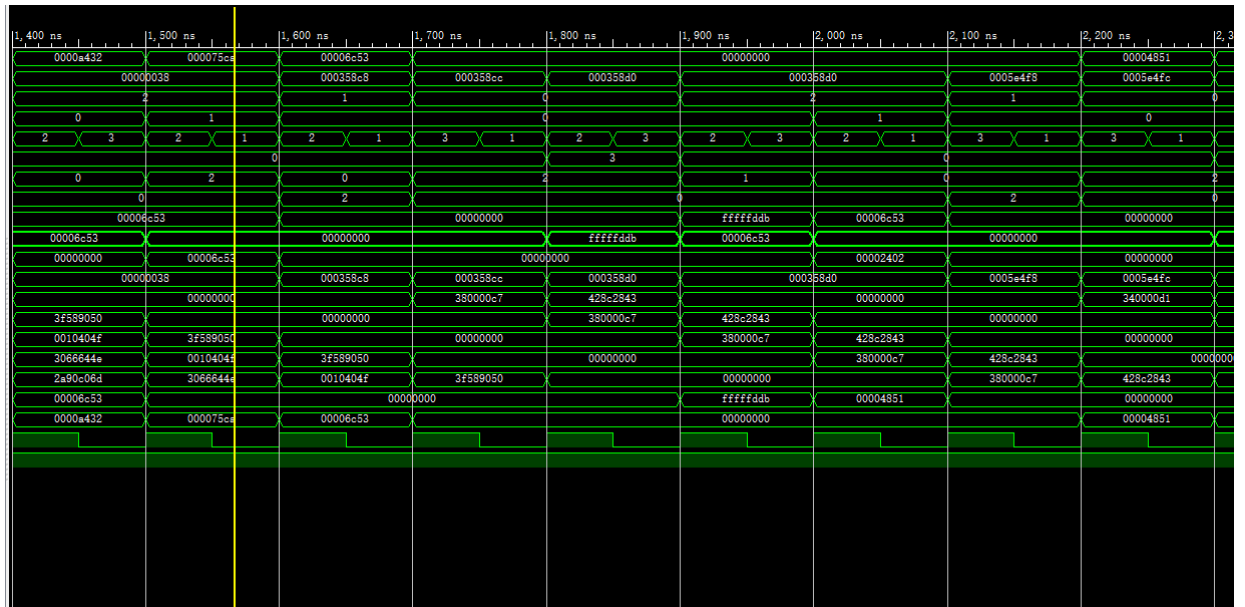 1,400 ns 1,500 ns 1,600 ns 1,700 ns 1,800 ns 1,900 ns 2,000 ns 2,100 ns 2,200 ns 2,3
0000a432 000075ca 00006c53 00000000 00004851
00000038 000358c8 000358cc 000358d0 000358d0 0005e4f8 0005e4fc
2 1 0 2 1 0
0 1 0 1 0
2 3 2 1 2 1 3 1 2 3 2 3 2 1 3 1 3 1
0 3 0
0 2 0 2 1 0 2
0 2 0 2 0
00006c53 00000000 fffffddb 00006c53 00000000
00006c53 00000000 fffffddb 00006c53 00000000
00000000 00006c53 00000000 00002402 00000000
00000038 000358c8 000358cc 000358d0 000358d0 0005e4f8 0005e4fc
00000000 380000c7 428c2843 00000000 340000d1
3f589050 00000000 380000c7 428c2843 00000000
0010404f 3f589050 00000000 380000c7 428c2843 00000000
3066644e 0010404f 3f589050 00000000 380000c7 428c2843 0000000
2a90c06d 3066644e 0010404f 3f589050 00000000 380000c7 428c2843
00006c53 00000000 fffffddb 00004851 00000000
0000a432 000075ca 00006c53 00000000 00004851